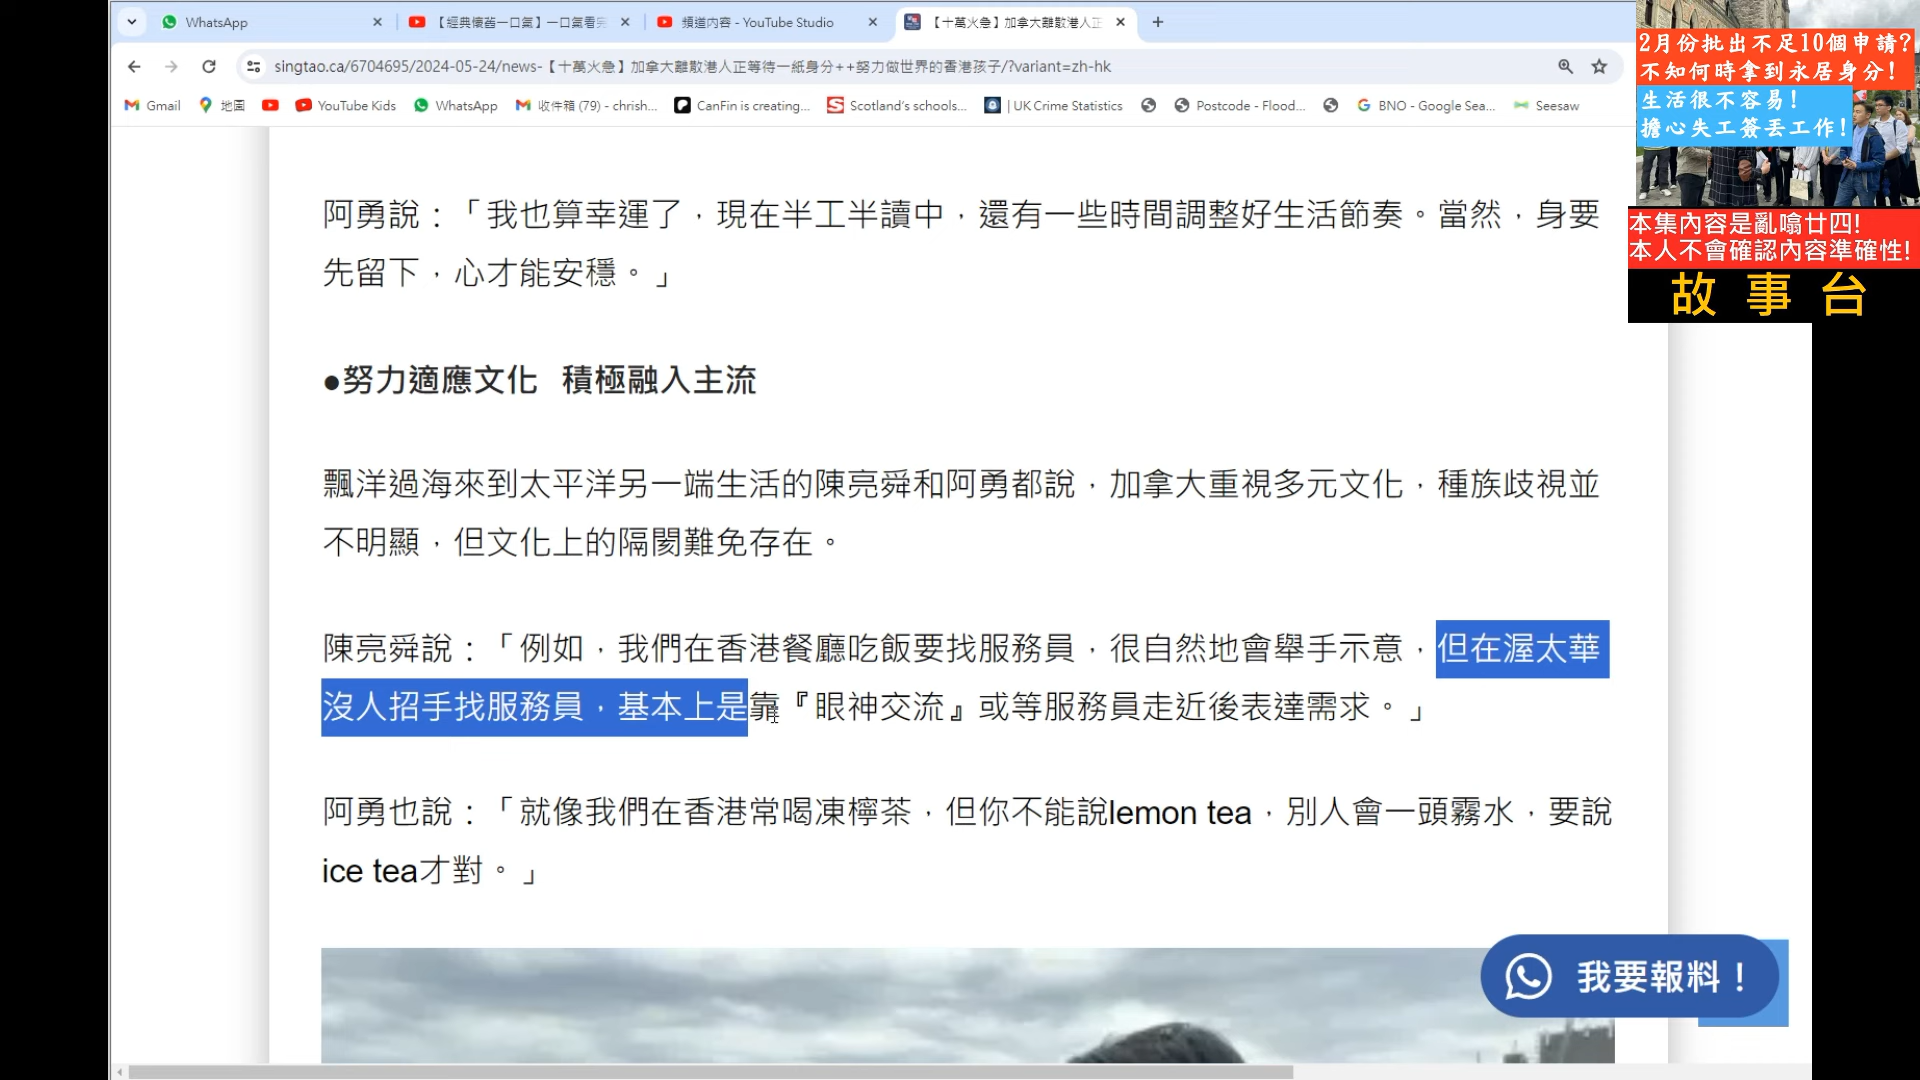 WhatsApp
【經典懷舊一口氣】一口氣看完
頻道內容 - YouTube Studio
【十萬火急】加拿大離散港人正
singtao.ca/6704695/2024-05-24/news-【十萬火急】加拿大離散港人正等待一紙身分++努力做世界的香港孩子/?variant=zh-hk
Gmail
地圖
YouTube Kids
WhatsApp
收件箱 (79) - chrish...
CanFin is creating...
Scotland's schools...
| UK Crime Statistics
Postcode - Flood...
BNO - Google Sea...
Seesaw
2月份批出不足10個申請?
不知何時拿到永居身分!
生活很不容易!
擔心失工簽丟工作!
本集內容是亂噏廿四!
本人不會確認內容準確性!
故事台
阿勇說：「我也算幸運了，現在半工半讀中，還有一些時間調整好生活節奏。當然，身要
先留下，心才能安穩。」
●努力適應文化 積極融入主流
飄洋過海來到太平洋另一端生活的陳亮舜和阿勇都說，加拿大重視多元文化，種族歧視並
不明顯，但文化上的隔閡難免存在。
陳亮舜說：「例如，我們在香港餐廳吃飯要找服務員，很自然地會舉手示意，但在渥太華
沒人招手找服務員，基本上是靠『眼神交流』或等服務員走近後表達需求。」
阿勇也說：「就像我們在香港常喝凍檸茶，但你不能說lemon tea，別人會一頭霧水，要說
ice tea才對。」
我要報料！